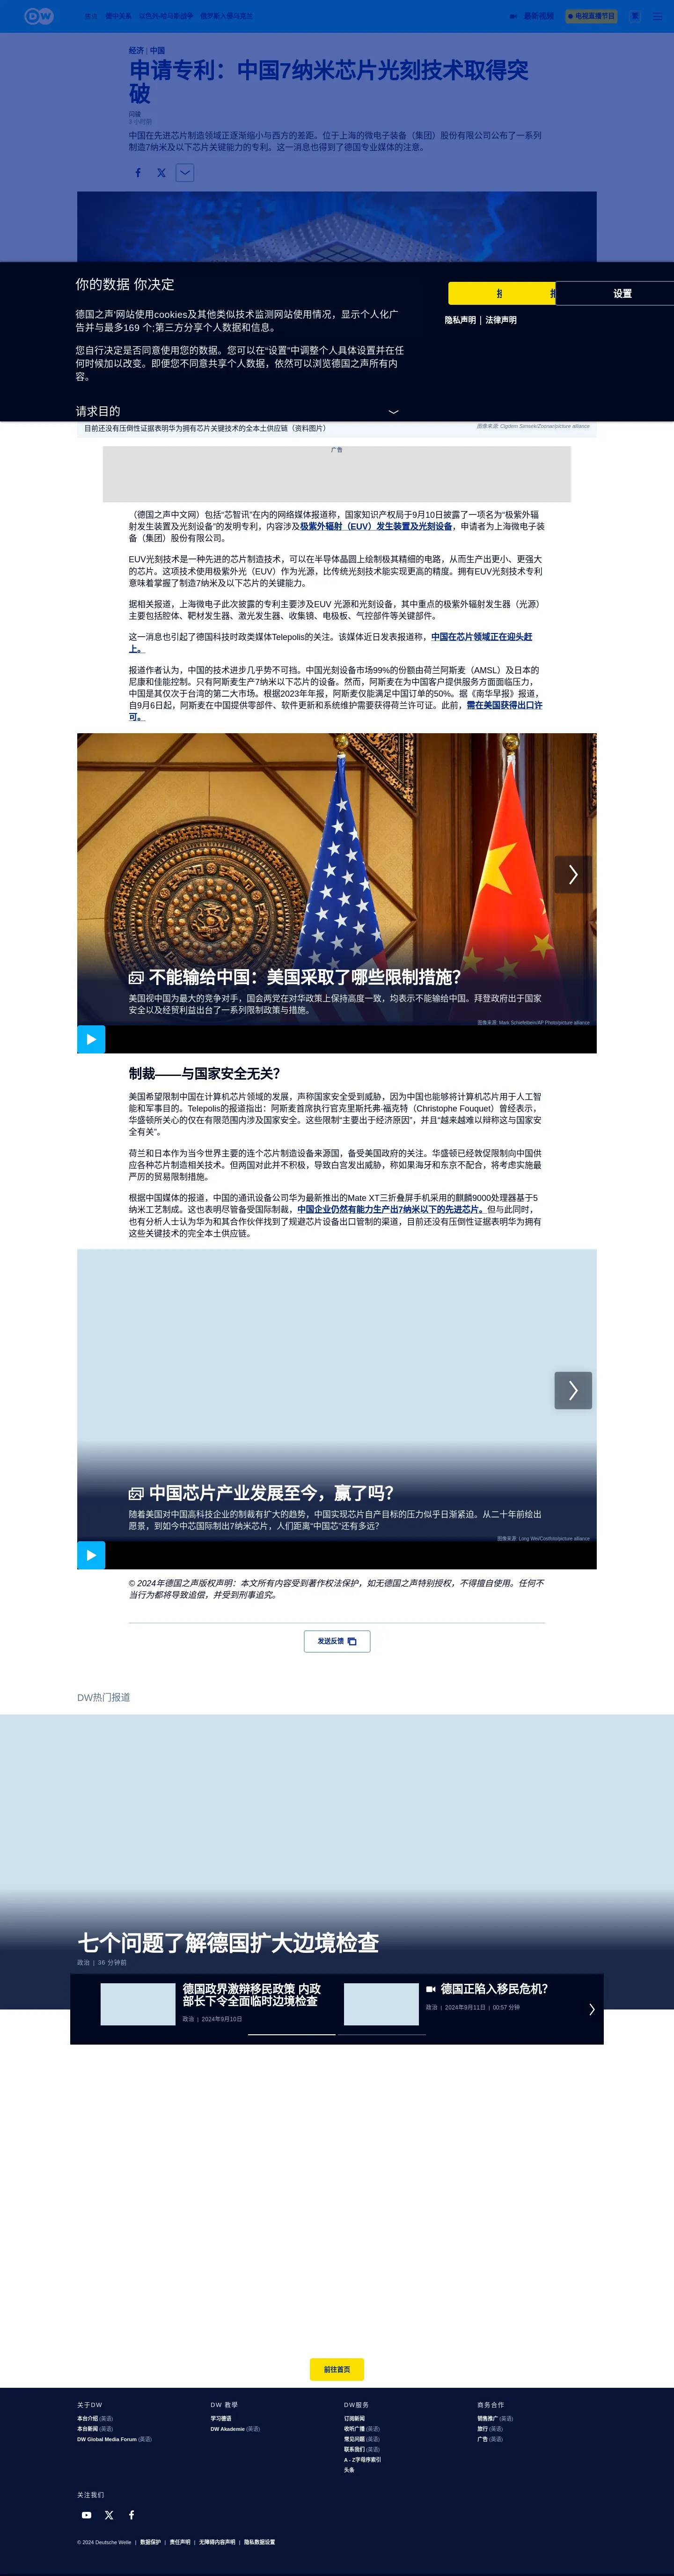 DW
德中关系
以色列-哈马斯战争
俄罗斯入侵乌克兰
最新视频
电视直播节目
经济 | 中国
申请专利：中国7纳米芯片光刻技术取得突
破
闫璇
3 小时前
中国在先进芯片制造领域正逐渐缩小与西方的差距。位于上海的微电子装备（集团）股份有限公司公布了一系列
制造7纳米及以下芯片关键能力的专利。这一消息也得到了德国专业媒体的注意。
你的数据 你决定
德国之声'网站使用cookies及其他类似技术监测网站使用情况，显示个人化广
告并与最多169 个;第三方分享个人数据和信息。
您自行决定是否同意使用您的数据。您可以在“设置”中调整个人具体设置并在任
何时候加以改变。即便您不同意共享个人数据，依然可以浏览德国之声所有内
容。
请求目的
设置
隐私声明 | 法律声明
目前还没有压倒性证据表明华为拥有芯片关键技术的全本土供应链（资料图片）
图像来源: Cigdem Simsek/Zoonar/picture alliance
广告
（德国之声中文网）包括“芯智讯”在内的网络媒体报道称，国家知识产权局于9月10日披露了一项名为“极紫外辐
射发生装置及光刻设备”的发明专利，内容涉及极紫外辐射（EUV）发生装置及光刻设备，申请者为上海微电子装
备（集团）股份有限公司。
EUV光刻技术是一种先进的芯片制造技术，可以在半导体晶圆上绘制极其精细的电路，从而生产出更小、更强大
的芯片。这项技术使用极紫外光（EUV）作为光源，比传统光刻技术能实现更高的精度。拥有EUV光刻技术专利
意味着掌握了制造7纳米及以下芯片的关键能力。
据相关报道，上海微电子此次披露的专利主要涉及EUV 光源和光刻设备，其中重点的极紫外辐射发生器（光源）
主要包括腔体、靶材发生器、激光发生器、收集镜、电极板、气控部件等关键部件。
这一消息也引起了德国科技时政类媒体Telepolis的关注。该媒体近日发表报道称，中国在芯片领域正在迎头赶
上。
报道作者认为，中国的技术进步几乎势不可挡。中国光刻设备市场99%的份额由荷兰阿斯麦（AMSL）及日本的
尼康和佳能控制。只有阿斯麦生产7纳米以下芯片的设备。然而，阿斯麦在为中国客户提供服务方面面临压力，
中国是其仅次于台湾的第二大市场。根据2023年年报，阿斯麦仅能满足中国订单的50%。据《南华早报》报道，
自9月6日起，阿斯麦在中国提供零部件、软件更新和系统维护需要获得荷兰许可证。此前，需在美国获得出口许
可。
不能输给中国：美国采取了哪些限制措施?
美国视中国为最大的竞争对手，国会两党在对华政策上保持高度一致，均表示不能输给中国。拜登政府出于国家
安全以及经贸利益出台了一系列限制政策与措施。
图像来源: Mark Schiefelbein/AP Photo/picture alliance
制裁——与国家安全无关？
美国希望限制中国在计算机芯片领域的发展，声称国家安全受到威胁，因为中国也能够将计算机芯片用于人工智
能和军事目的。Telepolis的报道指出：阿斯麦首席执行官克里斯托弗·福克特（Christophe Fouquet）曾经表示，
华盛顿所关心的仅在有限范围内涉及国家安全。这些限制“主要出于经济原因”，并且“越来越难以辩称这与国家安
全有关”。
荷兰和日本作为当今世界主要的连个芯片制造设备来源国，备受美国政府的关注。华盛顿已经敦促限制向中国供
应各种芯片制造相关技术。但两国对此并不积极，导致白宫发出威胁，称如果海牙和东京不配合，将考虑实施最
严厉的贸易限制措施。
根据中国媒体的报道，中国的通讯设备公司华为最新推出的Mate XT三折叠屏手机采用的麒麟9000处理器基于5
纳米工艺制成。这也表明尽管备受国际制裁，中国企业仍然有能力生产出7纳米以下的先进芯片。但与此同时，
也有分析人士认为华为和其合作伙伴找到了规避芯片设备出口管制的渠道，目前还没有压倒性证据表明华为拥有
这些关键技术的完全本土供应链。
中国芯片产业发展至今，赢了吗？
随着美国对中国高科技企业的制裁有扩大的趋势，中国实现芯片自产目标的压力似乎日渐紧迫。从二十年前绘出
愿景，到如今中芯国际制出7纳米芯片，人们距离“中国芯”还有多远？
图像来源: Long Wei/Costfoto/picture alliance
© 2024年德国之声版权声明：本文所有内容受到著作权法保护，如无德国之声特别授权，不得擅自使用。任何不
当行为都将导致追偿，并受到刑事追究。
发送反馈
DW热门报道
七个问题了解德国扩大边境检查
政治 | 36 分钟前
德国政界激辩移民政策 内政
部长下令全面临时边境检查
政治 | 2024年9月10日
德国正陷入移民危机？
政治 | 2024年9月11日 | 00:57 分钟
前往首页
关于DW
本台介绍 (英语)
本台新闻 (英语)
DW Global Media Forum (英语)
DW 教学
学习德语
DW Akademie (英语)
DW服务
订阅新闻
收听广播 (英语)
常见问题 (英语)
联系我们 (英语)
A - Z字母序索引
头条
商务合作
销售推广 (英语)
旅行 (英语)
广告 (英语)
关注我们
© 2024 Deutsche Welle | 数据保护 | 责任声明 | 无障碍内容声明 | 隐私数据设置